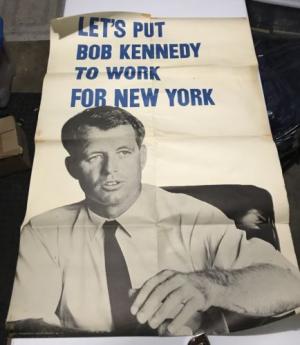 LET'S PUT
BOB KENNEDY
TO WORK
FOR NEW YORK